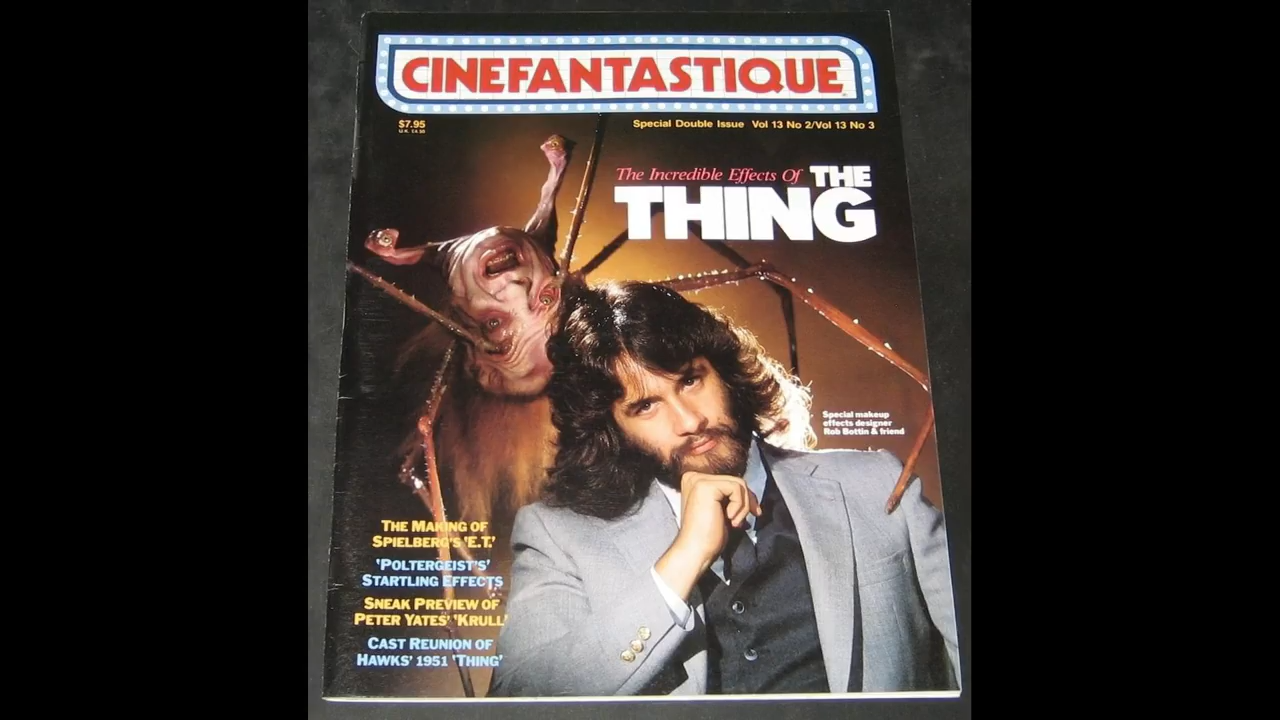 CINEFANTASTIQUE
$7.95
Special Double Issue Vol 13 No 2/Vol 13 No 3
The Incredible Effects Of THE
THING
Special makeup
effects designer
Rob Bottin & friend
THE MAKING OF
SPIELBERG'S 'E.T.'
'POLTERGEIST'S'
STARTLING EFFECTS
SNEAK PREVIEW OF
PETER YATES' 'KRULL'
CAST REUNION OF
HAWKS' 1951 'THING'